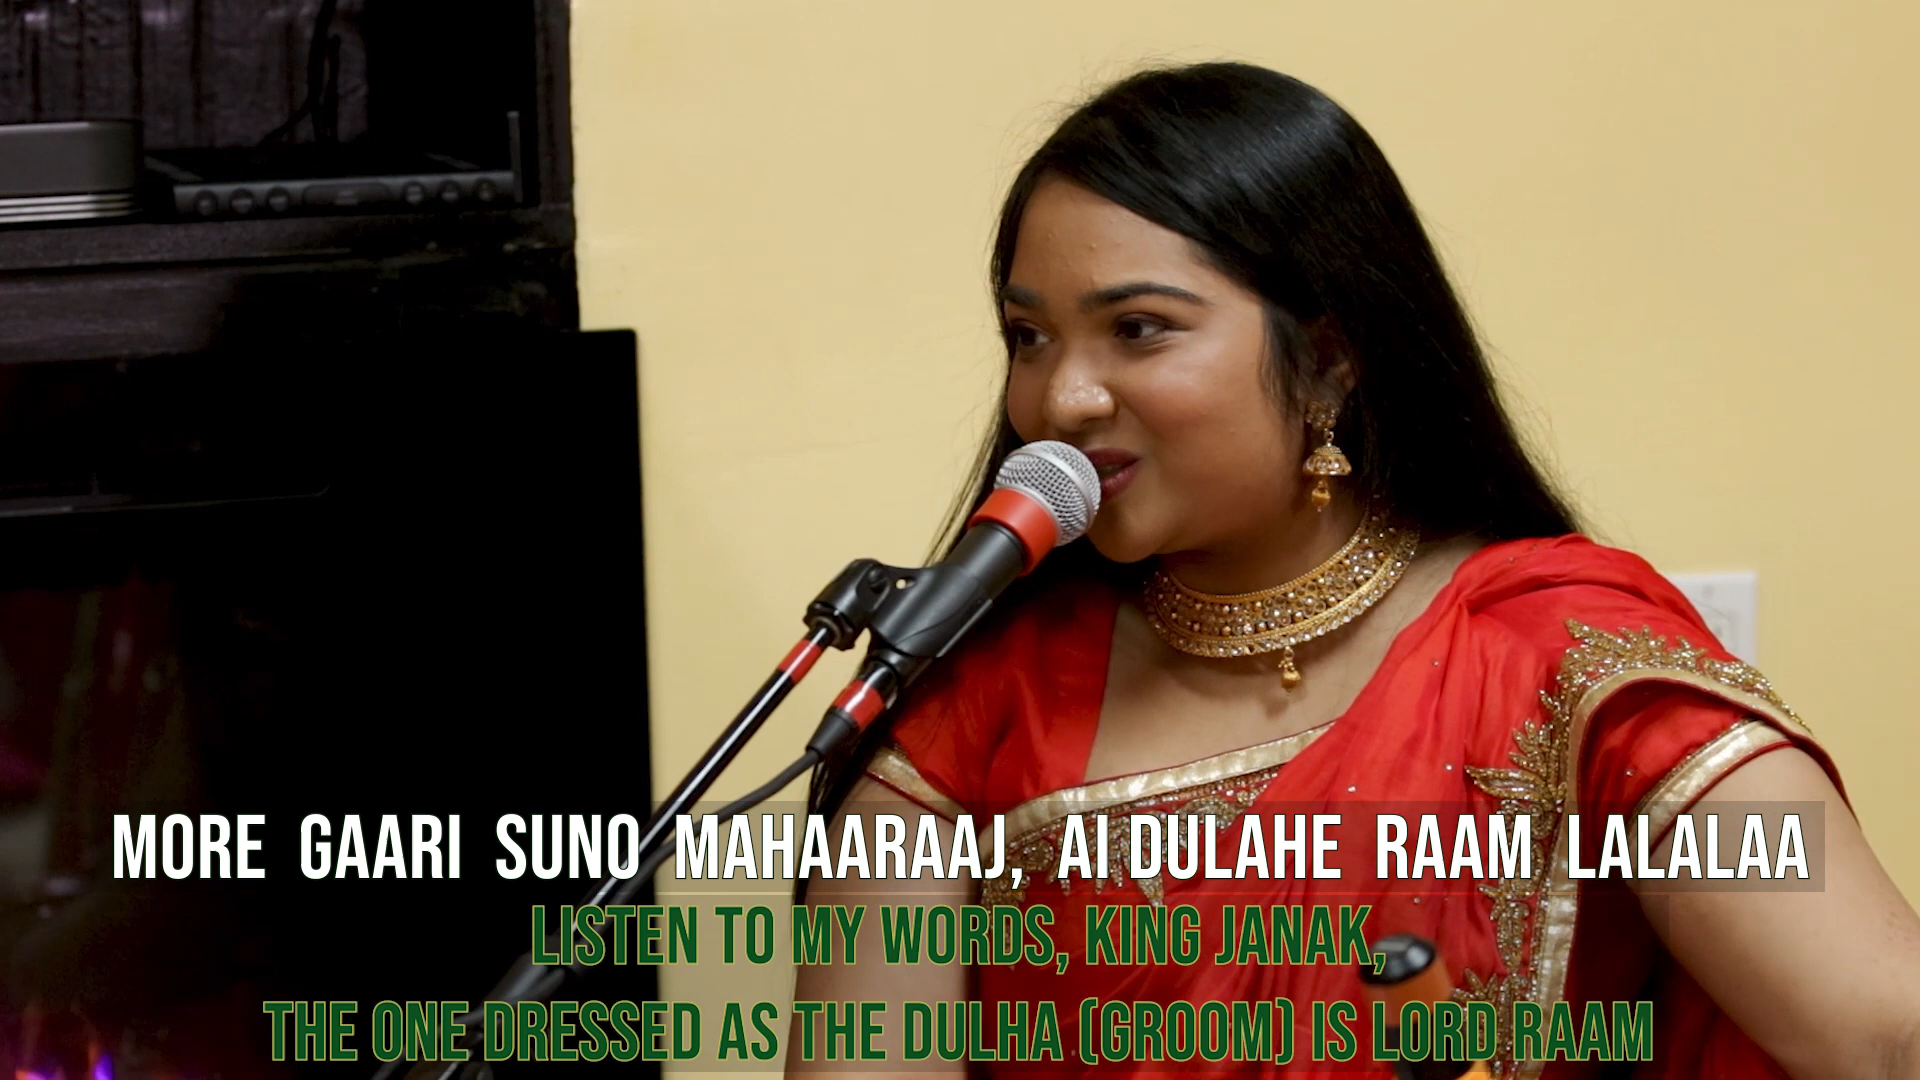 MORE GAARI SUNO MAHAARAAJ, AI DULAHE RAAM LALALAA
LISTEN TO MY WORDS, KING JANAK,
THE ONE DRESSED AS THE DULHA (GROOM) IS LORD RAAM